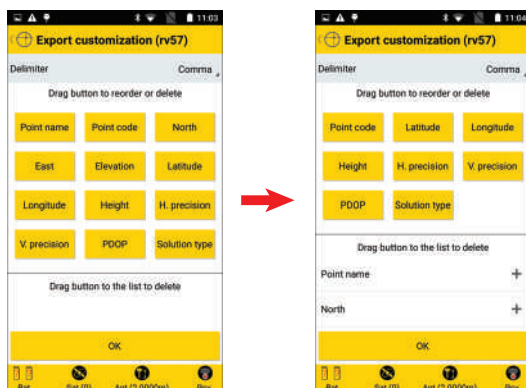 11:03
Export customization (rv57)
Delimiter Comma
Drag button to reorder or delete
Point name Point code North
East Elevation Latitude
Longitude Height H. precision
V. precision PDOP Solution type
Drag button to the list to delete
OK
11:04
Export customization (rv57)
Delimiter Comma
Drag button to reorder or delete
Point code Latitude Longitude
Height H. precision V. precision
PDOP Solution type
Drag button to the list to delete
Point name +
North +
OK